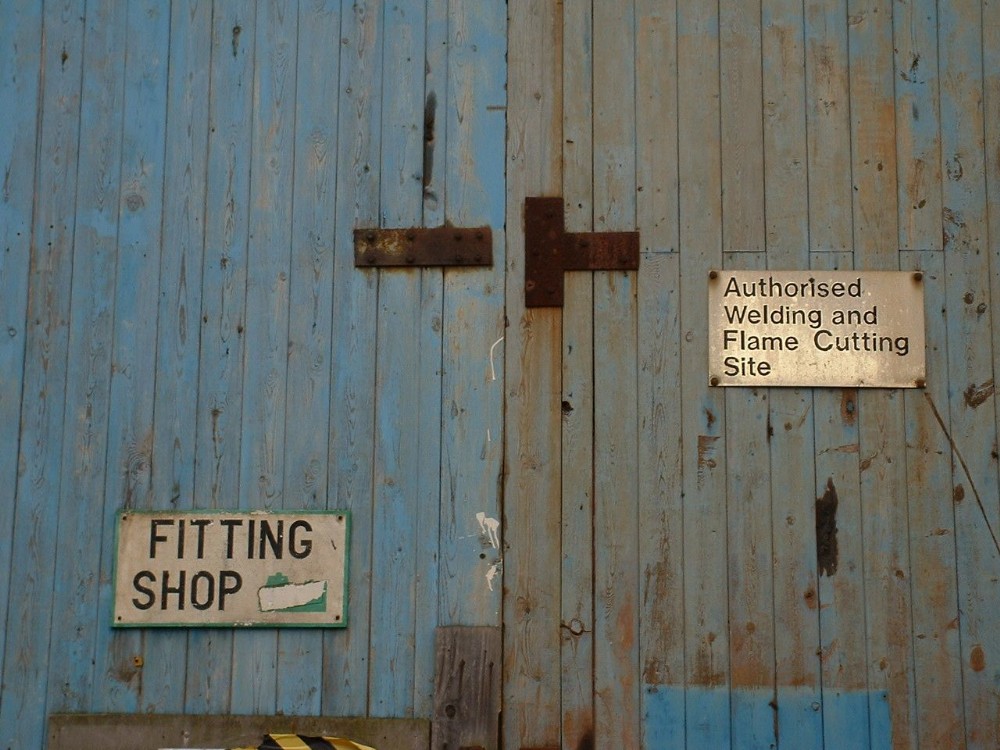 FITTING
SHOP
Authorised
Welding and
Flame Cutting
Site